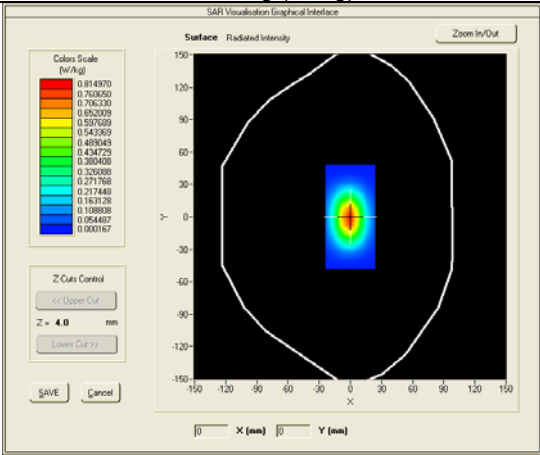 SAR Visualisation Graphical Interface
Surface Radiated Intensity
Zoom In/Out
Colors Scale
(W/kg)
0.814970
0.760650
0.706330
0.652009
0.597689
0.543369
0.489049
0.434729
0.380408
0.326088
0.271768
0.217448
0.163128
0.108808
0.054487
0.000167
150-
120-
90-
60-
30-
0-
-30-
-60-
-90-
-120-
-150-
Y
-150 -120 -90 -60 -30 0 30 60 90 120 150
X
Z-Cuts Control
<< Upper Cut
Z = 4.0 mm
Lower Cut >>
SAVE Cancel
0 X (mm) 0 Y (mm)